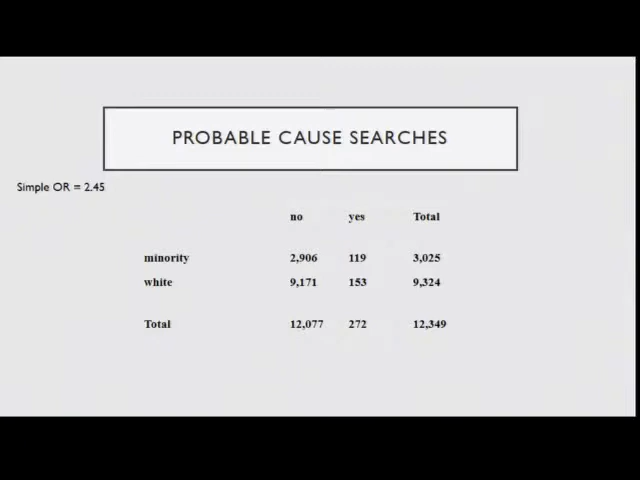 PROBABLE CAUSE SEARCHES
Simple OR = 2.45
no yes Total
minority 2,906 119 3,025
white 9,171 153 9,324
Total 12,077 272 12,349